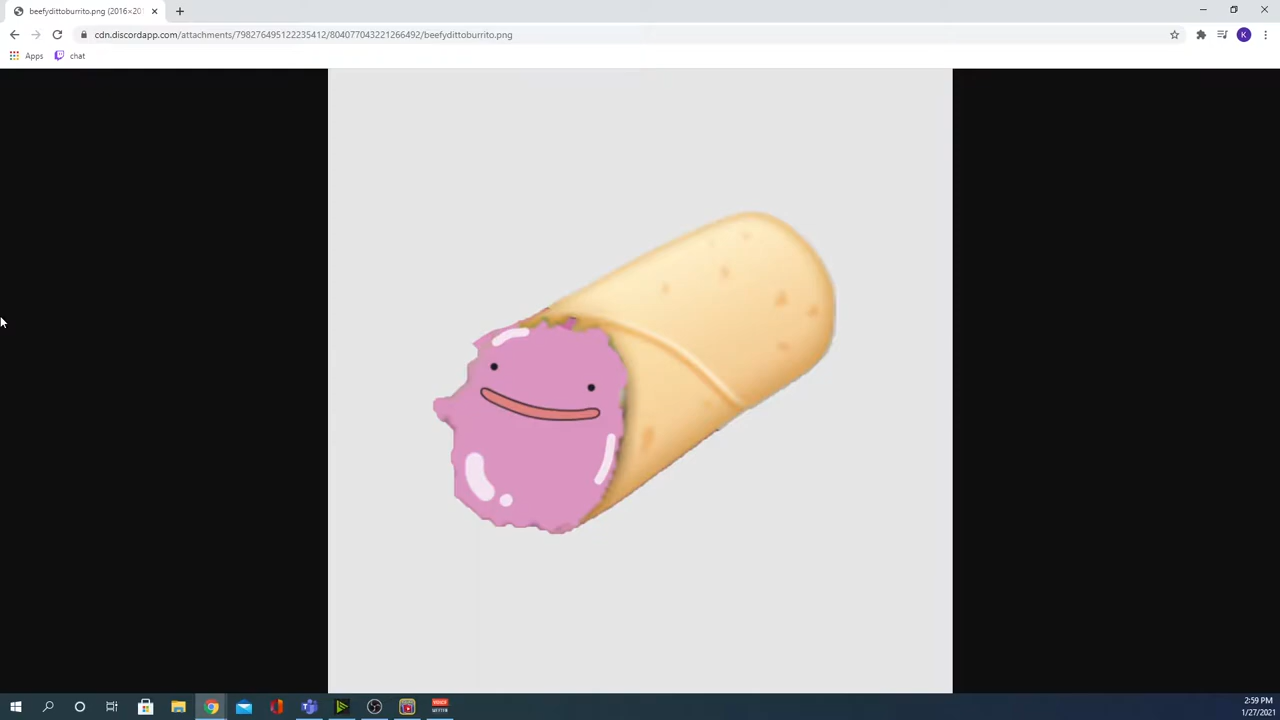 beefydittoburrito.png (2016×20
cdn.discordapp.com/attachments/798276495122235412/804077043221266492/beefydittoburrito.png
K
Apps
chat
VOICE
2:59 PM
1/27/2021